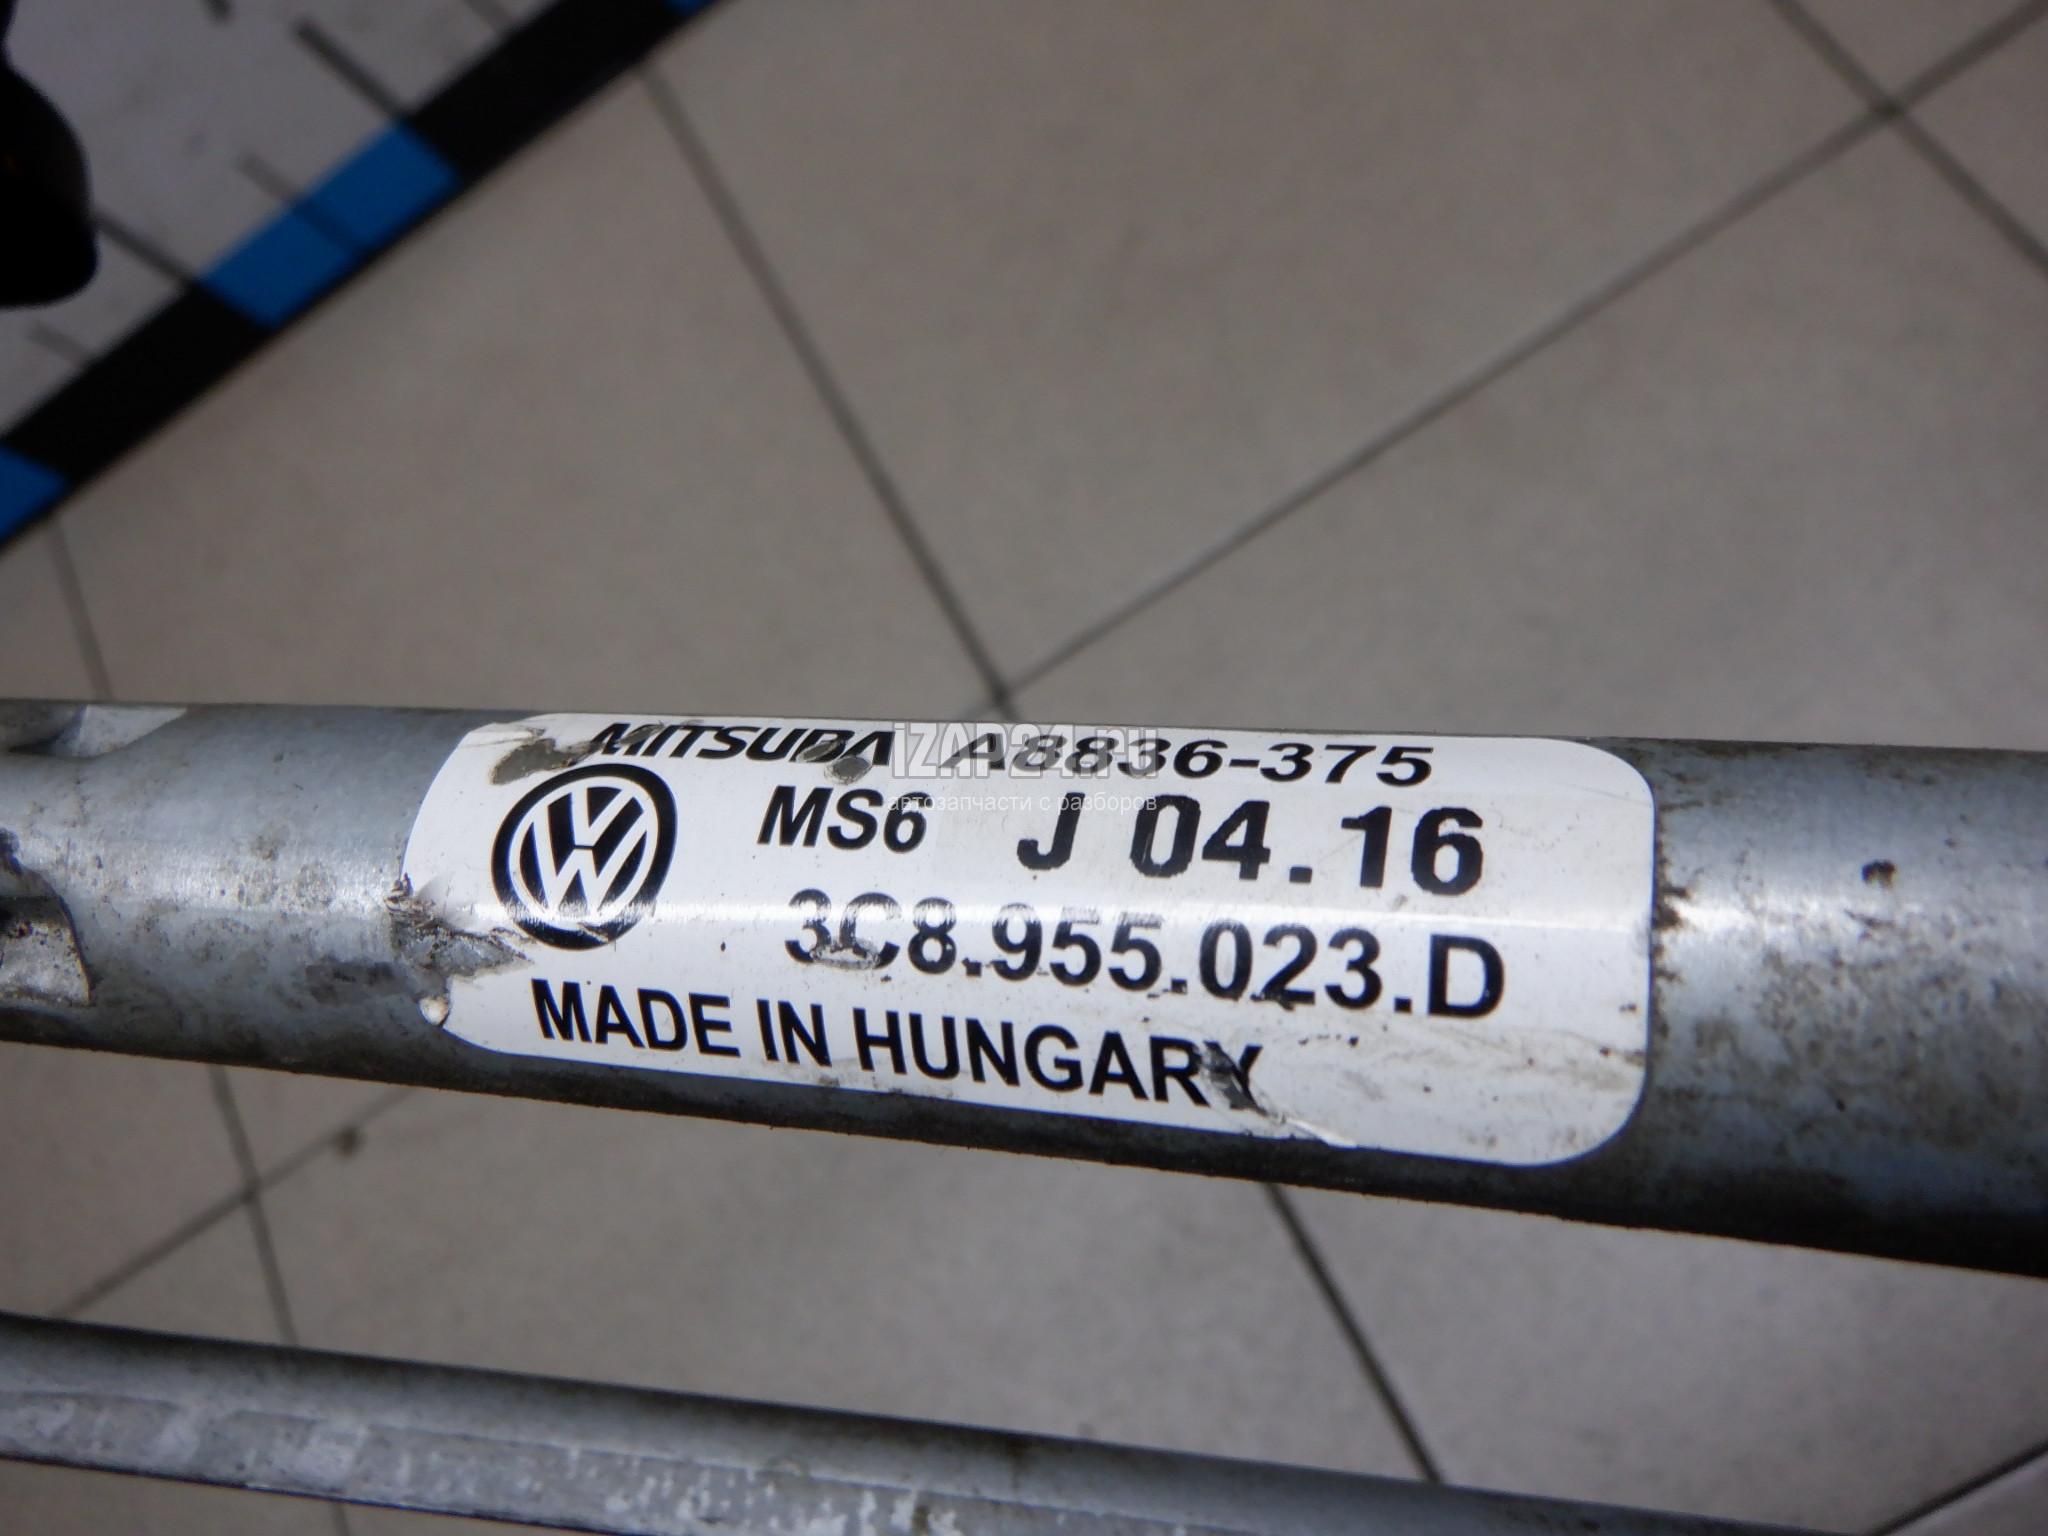 MITSUBA A8836-375
iZAP24.ru
автозапчасти с разборов
MS6 J 04.16
3C8.955.023.D
MADE IN HUNGARY